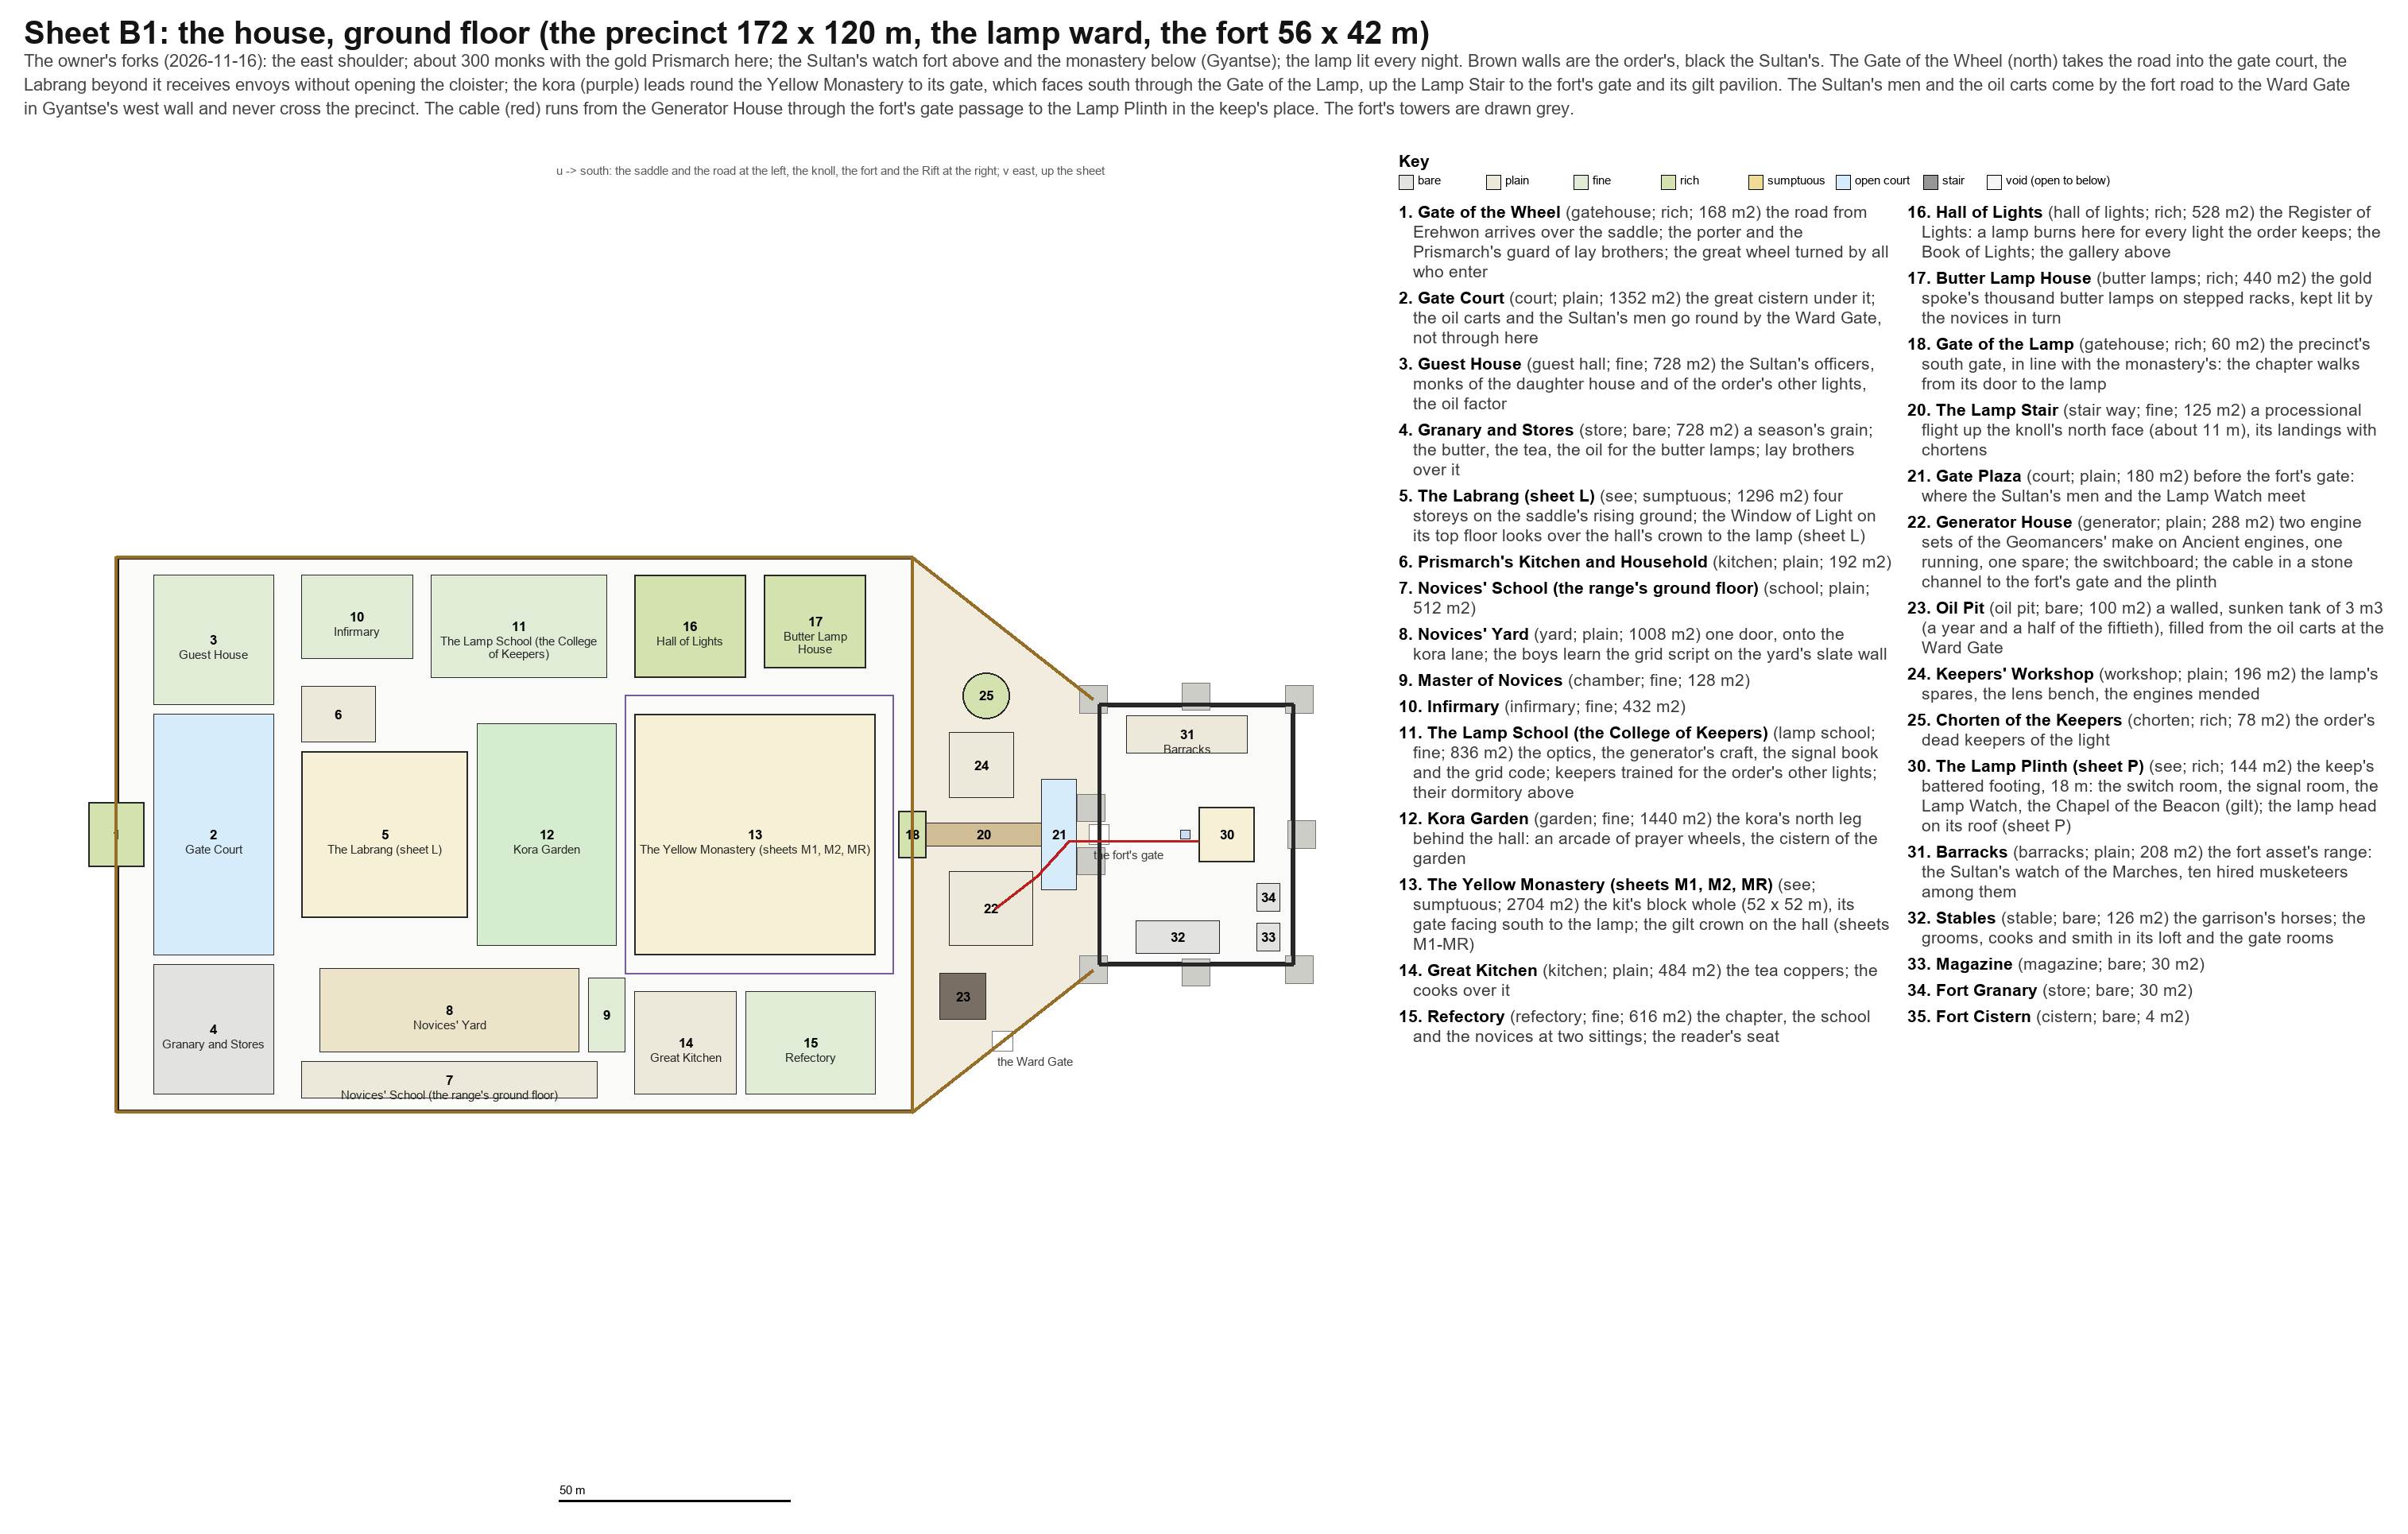 Sheet B1: the house, ground floor (the precinct 172 x 120 m, the lamp ward, the fort 56 x 42 m)
The owner's forks (2026-11-16): the east shoulder; about 300 monks with the gold Prismarch here; the Sultan's watch fort above and the monastery below (Gyantse); the lamp lit every night. Brown walls are the order's, black the Sultan's. The Gate of the Wheel (north) takes the road into the gate court, the
Labrang beyond it receives envoys without opening the cloister; the kora (purple) leads round the Yellow Monastery to its gate, which faces south through the Gate of the Lamp, up the Lamp Stair to the fort's gate and its gilt pavilion. The Sultan's men and the oil carts come by the fort road to the Ward Gate
in Gyantse's west wall and never cross the precinct. The cable (red) runs from the Generator House through the fort's gate passage to the Lamp Plinth in the keep's place. The fort's towers are drawn grey.
u -> south: the saddle and the road at the left, the knoll, the fort and the Rift at the right; v east, up the sheet
3
Guest House
10
Infirmary
11
The Lamp School (the College
of Keepers)
16
Hall of Lights
17
Butter Lamp
House
6
25
24
31
Barracks
1
2
Gate Court
5
The Labrang (sheet L)
12
Kora Garden
13
The Yellow Monastery (sheets M1, M2, MR)
18
20
21
the fort's gate
30
22
34
33
32
23
the Ward Gate
4
Granary and Stores
8
Novices' Yard
9
7
Novices' School (the range's ground floor)
14
Great Kitchen
15
Refectory
50 m
Key
bare
plain
fine
rich
sumptuous
open court
stair
void (open to below)
1. Gate of the Wheel (gatehouse; rich; 168 m2) the road from
Erehwon arrives over the saddle; the porter and the
Prismarch's guard of lay brothers; the great wheel turned by all
who enter
2. Gate Court (court; plain; 1352 m2) the great cistern under it;
the oil carts and the Sultan's men go round by the Ward Gate,
not through here
3. Guest House (guest hall; fine; 728 m2) the Sultan's officers,
monks of the daughter house and of the order's other lights,
the oil factor
4. Granary and Stores (store; bare; 728 m2) a season's grain;
the butter, the tea, the oil for the butter lamps; lay brothers
over it
5. The Labrang (sheet L) (see; sumptuous; 1296 m2) four
storeys on the saddle's rising ground; the Window of Light on
its top floor looks over the hall's crown to the lamp (sheet L)
6. Prismarch's Kitchen and Household (kitchen; plain; 192 m2)
7. Novices' School (the range's ground floor) (school; plain;
512 m2)
8. Novices' Yard (yard; plain; 1008 m2) one door, onto the
kora lane; the boys learn the grid script on the yard's slate wall
9. Master of Novices (chamber; fine; 128 m2)
10. Infirmary (infirmary; fine; 432 m2)
11. The Lamp School (the College of Keepers) (lamp school;
fine; 836 m2) the optics, the generator's craft, the signal book
and the grid code; keepers trained for the order's other lights;
their dormitory above
12. Kora Garden (garden; fine; 1440 m2) the kora's north leg
behind the hall: an arcade of prayer wheels, the cistern of the
garden
13. The Yellow Monastery (sheets M1, M2, MR) (see;
sumptuous; 2704 m2) the kit's block whole (52 x 52 m), its
gate facing south to the lamp; the gilt crown on the hall (sheets
M1-MR)
14. Great Kitchen (kitchen; plain; 484 m2) the tea coppers; the
cooks over it
15. Refectory (refectory; fine; 616 m2) the chapter, the school
and the novices at two sittings; the reader's seat
16. Hall of Lights (hall of lights; rich; 528 m2) the Register of
Lights: a lamp burns here for every light the order keeps; the
Book of Lights; the gallery above
17. Butter Lamp House (butter lamps; rich; 440 m2) the gold
spoke's thousand butter lamps on stepped racks, kept lit by
the novices in turn
18. Gate of the Lamp (gatehouse; rich; 60 m2) the precinct's
south gate, in line with the monastery's: the chapter walks
from its door to the lamp
20. The Lamp Stair (stair way; fine; 125 m2) a processional
flight up the knoll's north face (about 11 m), its landings with
chortens
21. Gate Plaza (court; plain; 180 m2) before the fort's gate:
where the Sultan's men and the Lamp Watch meet
22. Generator House (generator; plain; 288 m2) two engine
sets of the Geomancers' make on Ancient engines, one
running, one spare; the switchboard; the cable in a stone
channel to the fort's gate and the plinth
23. Oil Pit (oil pit; bare; 100 m2) a walled, sunken tank of 3 m3
(a year and a half of the fiftieth), filled from the oil carts at the
Ward Gate
24. Keepers' Workshop (workshop; plain; 196 m2) the lamp's
spares, the lens bench, the engines mended
25. Chorten of the Keepers (chorten; rich; 78 m2) the order's
dead keepers of the light
30. The Lamp Plinth (sheet P) (see; rich; 144 m2) the keep's
battered footing, 18 m: the switch room, the signal room, the
Lamp Watch, the Chapel of the Beacon (gilt); the lamp head
on its roof (sheet P)
31. Barracks (barracks; plain; 208 m2) the fort asset's range:
the Sultan's watch of the Marches, ten hired musketeers
among them
32. Stables (stable; bare; 126 m2) the garrison's horses; the
grooms, cooks and smith in its loft and the gate rooms
33. Magazine (magazine; bare; 30 m2)
34. Fort Granary (store; bare; 30 m2)
35. Fort Cistern (cistern; bare; 4 m2)